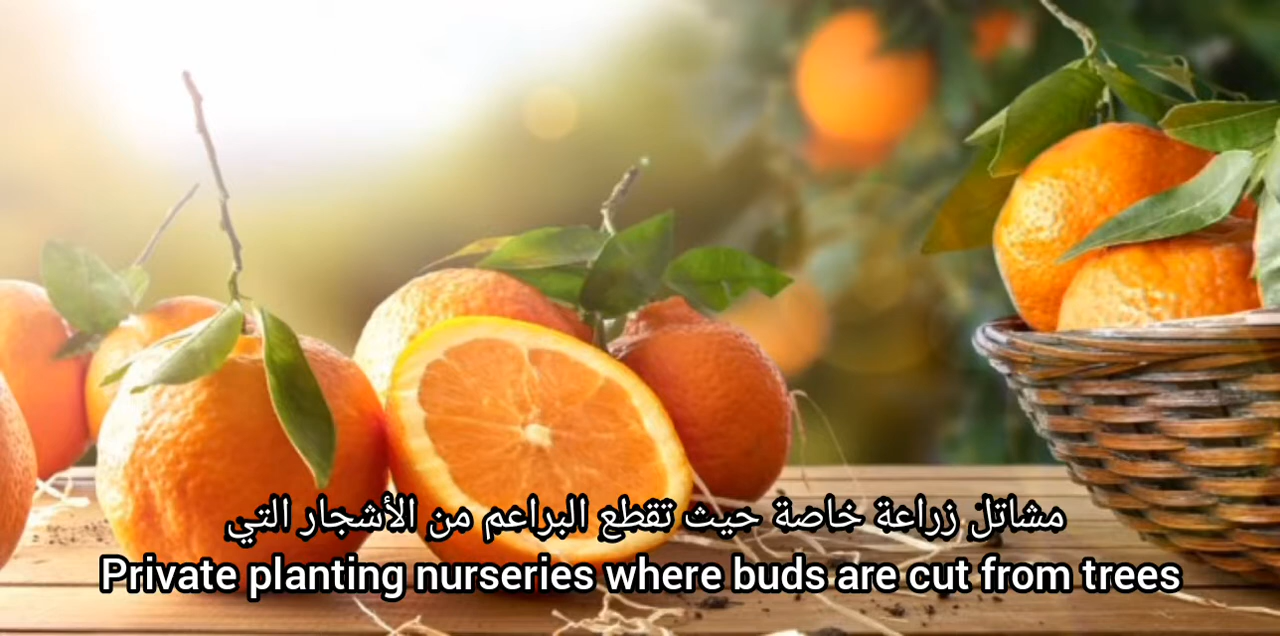 مشاتل زراعة خاصة حيث تقطع البراعم من الأشجار التي
Private planting nurseries where buds are cut from trees